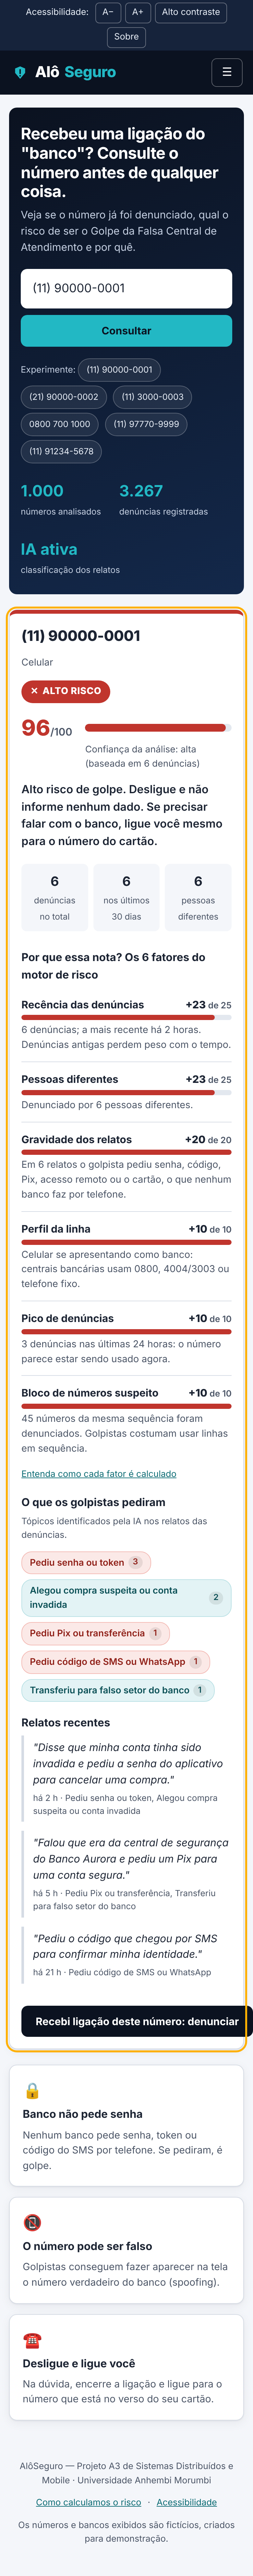 Acessibilidade: A− A+ Alto contraste
Sobre
Alô Seguro
☰
Recebeu uma ligação do
"banco"? Consulte o
número antes de qualquer
coisa.
Veja se o número já foi denunciado, qual o
risco de ser o Golpe da Falsa Central de
Atendimento e por quê.
(11) 90000-0001
Consultar
Experimente: (11) 90000-0001
(21) 90000-0002 (11) 3000-0003
0800 700 1000 (11) 97770-9999
(11) 91234-5678
1.000 3.267
números analisados denúncias registradas
IA ativa
classificação dos relatos
(11) 90000-0001
Celular
✕ ALTO RISCO
96/100
Confiança da análise: alta
(baseada em 6 denúncias)
Alto risco de golpe. Desligue e não
informe nenhum dado. Se precisar
falar com o banco, ligue você mesmo
para o número do cartão.
6 6 6
denúncias nos últimos pessoas
no total 30 dias diferentes
Por que essa nota? Os 6 fatores do
motor de risco
Recência das denúncias +23 de 25
6 denúncias; a mais recente há 2 horas.
Denúncias antigas perdem peso com o tempo.
Pessoas diferentes +23 de 25
Denunciado por 6 pessoas diferentes.
Gravidade dos relatos +20 de 20
Em 6 relatos o golpista pediu senha, código,
Pix, acesso remoto ou o cartão, o que nenhum
banco faz por telefone.
Perfil da linha +10 de 10
Celular se apresentando como banco:
centrais bancárias usam 0800, 4004/3003 ou
telefone fixo.
Pico de denúncias +10 de 10
3 denúncias nas últimas 24 horas: o número
parece estar sendo usado agora.
Bloco de números suspeito +10 de 10
45 números da mesma sequência foram
denunciados. Golpistas costumam usar linhas
em sequência.
Entenda como cada fator é calculado
O que os golpistas pediram
Tópicos identificados pela IA nos relatos das
denúncias.
Pediu senha ou token 3
Alegou compra suspeita ou conta
invadida 2
Pediu Pix ou transferência 1
Pediu código de SMS ou WhatsApp 1
Transferiu para falso setor do banco 1
Relatos recentes
"Disse que minha conta tinha sido
invadida e pediu a senha do aplicativo
para cancelar uma compra."
há 2 h · Pediu senha ou token, Alegou compra
suspeita ou conta invadida
"Falou que era da central de segurança
do Banco Aurora e pediu um Pix para
uma conta segura."
há 5 h · Pediu Pix ou transferência, Transferiu
para falso setor do banco
"Pediu o código que chegou por SMS
para confirmar minha identidade."
há 21 h · Pediu código de SMS ou WhatsApp
Recebi ligação deste número: denunciar
Banco não pede senha
Nenhum banco pede senha, token ou
código do SMS por telefone. Se pediram, é
golpe.
O número pode ser falso
Golpistas conseguem fazer aparecer na tela
o número verdadeiro do banco (spoofing).
Desligue e ligue você
Na dúvida, encerre a ligação e ligue para o
número que está no verso do seu cartão.
AlôSeguro — Projeto A3 de Sistemas Distribuídos e
Mobile · Universidade Anhembi Morumbi
Como calculamos o risco · Acessibilidade
Os números e bancos exibidos são fictícios, criados
para demonstração.